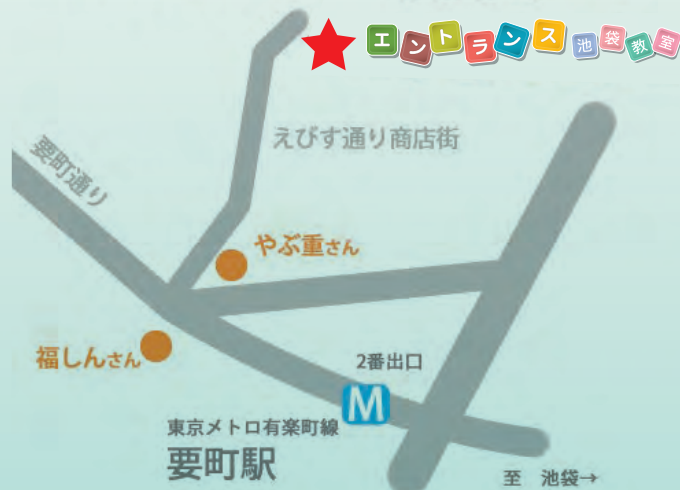 エントランス池袋教室
えびす通り商店街
要町通り
やぶ重さん
福しんさん
2番出口
M
東京メトロ有楽町線
要町駅
至 池袋→